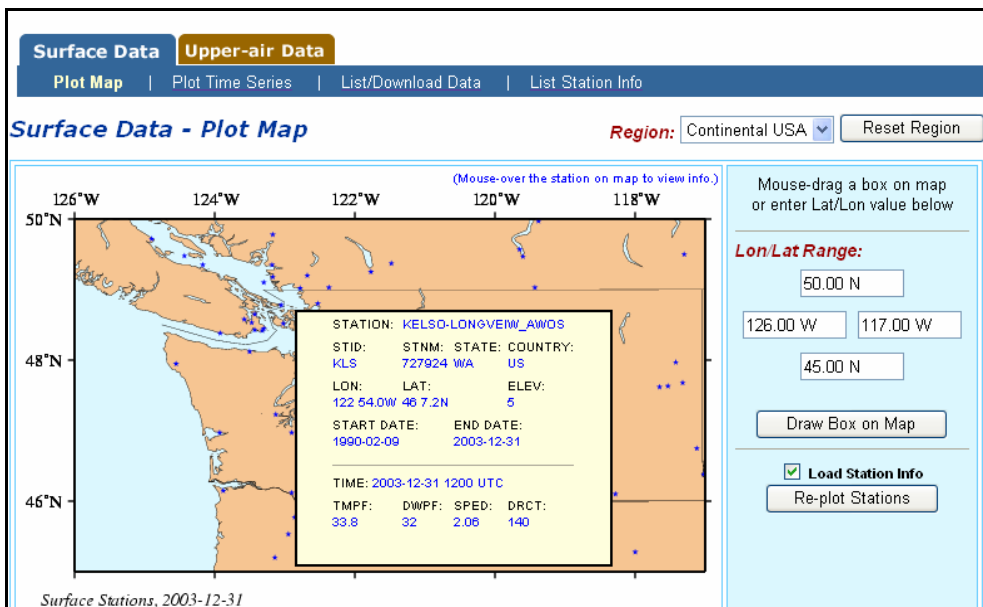 Surface Data Upper-air Data
Plot Map | Plot Time Series | List/Download Data | List Station Info
Surface Data - Plot Map
Region: Continental USA Reset Region
(Mouse-over the station on map to view info.)
126°W 124°W 122°W 120°W 118°W
50°N
48°N
46°N
STATION: KELSO-LONGVEIW_AWOS
STID: STNM: STATE: COUNTRY:
KLS 727924 WA US
LON: LAT: ELEV:
122 54.0W 46 7.2N 5
START DATE: END DATE:
1990-02-09 2003-12-31
TIME: 2003-12-31 1200 UTC
TMPF: DWPF: SPED: DRCT:
33.8 32 2.06 140
Surface Stations, 2003-12-31
Mouse-drag a box on map
or enter Lat/Lon value below
Lon/Lat Range:
50.00 N
126.00 W 117.00 W
45.00 N
Draw Box on Map
Load Station Info
Re-plot Stations